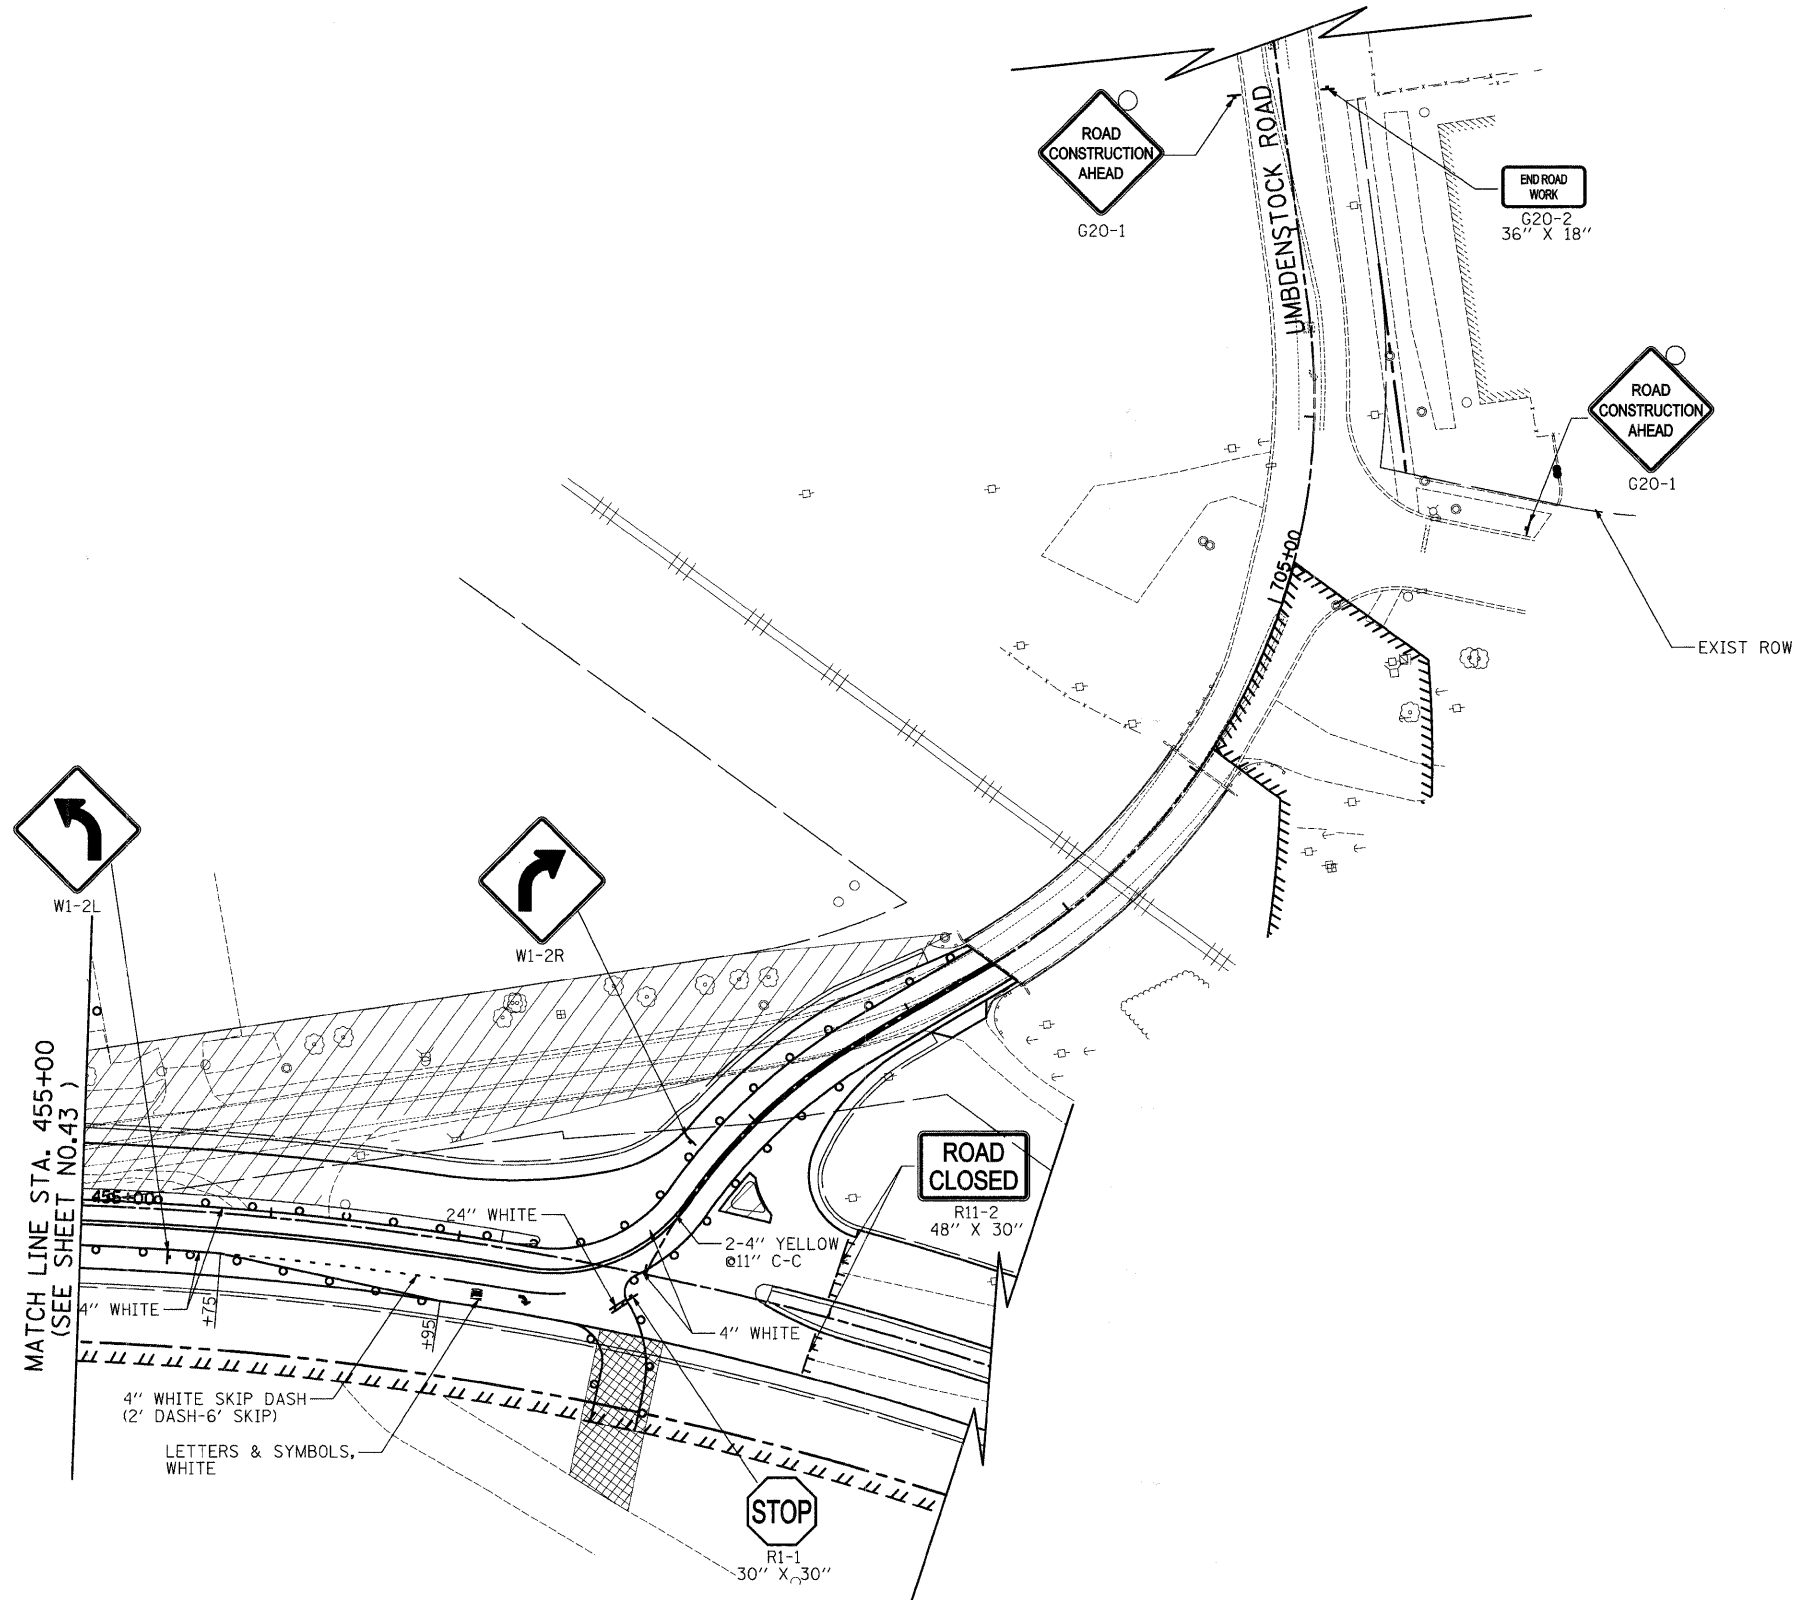 ROAD
CONSTRUCTION
AHEAD
G20-1
UMBDENSTOCK ROAD
END ROAD
WORK
G20-2
36" X 18"
ROAD
CONSTRUCTION
AHEAD
G20-1
705+00
EXIST ROW
W1-2L
W1-2R
MATCH LINE STA. 455+00
(SEE SHEET NO.43 )
455+00
24" WHITE
ROAD
CLOSED
R11-2
48" X 30"
2-4" YELLOW
@11" C-C
4" WHITE
+75
+95
4" WHITE
4" WHITE SKIP DASH
(2' DASH-6' SKIP)
LETTERS & SYMBOLS,
WHITE
STOP
R1-1
30" X 30"